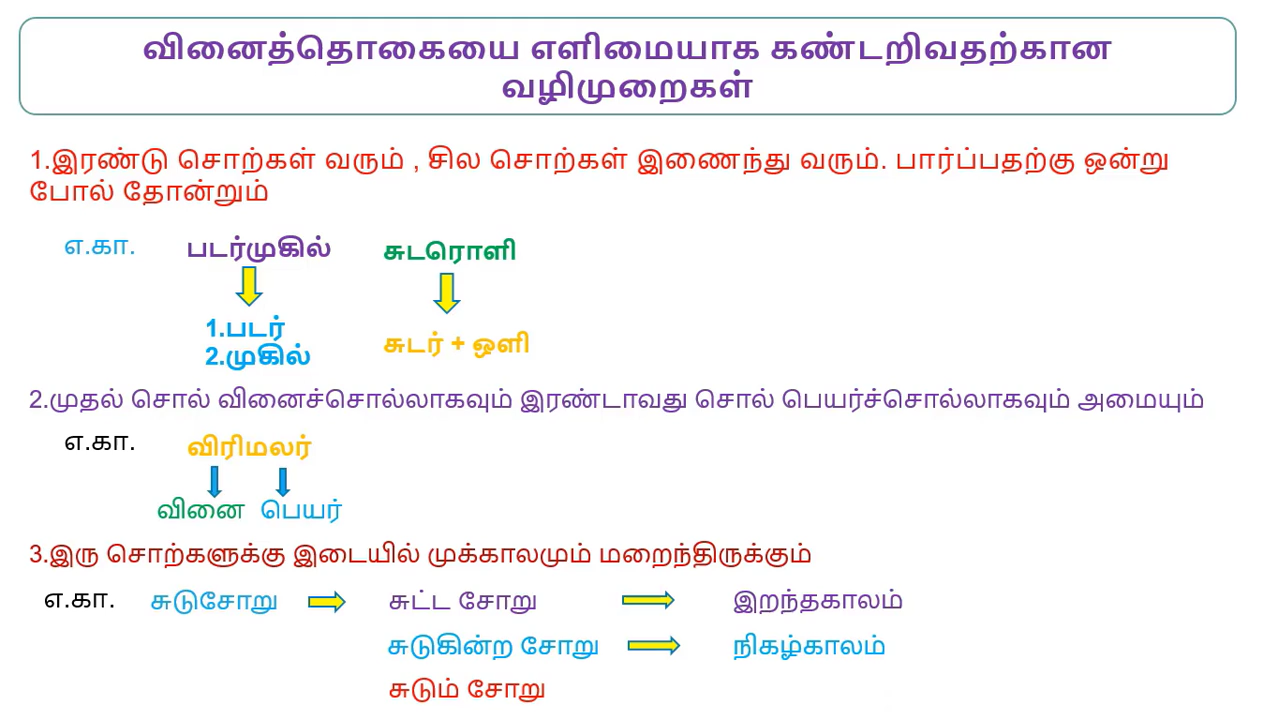 வினைத்தொகையை எளிமையாக கண்டறிவதற்கான
வழிமுறைகள்
1.இரண்டு சொற்கள் வரும் , சில சொற்கள் இணைந்து வரும். பார்ப்பதற்கு ஒன்று
போல் தோன்றும்
எ.கா. படர்முகில் சுடரொளி
1.படர்
2.முகில்
சுடர் + ஒளி
2.முதல் சொல் வினைச்சொல்லாகவும் இரண்டாவது சொல் பெயர்ச்சொல்லாகவும் அமையும்
எ.கா. விரிமலர்
வினை பெயர்
3.இரு சொற்களுக்கு இடையில் முக்காலமும் மறைந்திருக்கும்
எ.கா. சுடுசோறு சுட்ட சோறு இறந்தகாலம்
சுடுகின்ற சோறு நிகழ்காலம்
சுடும் சோறு